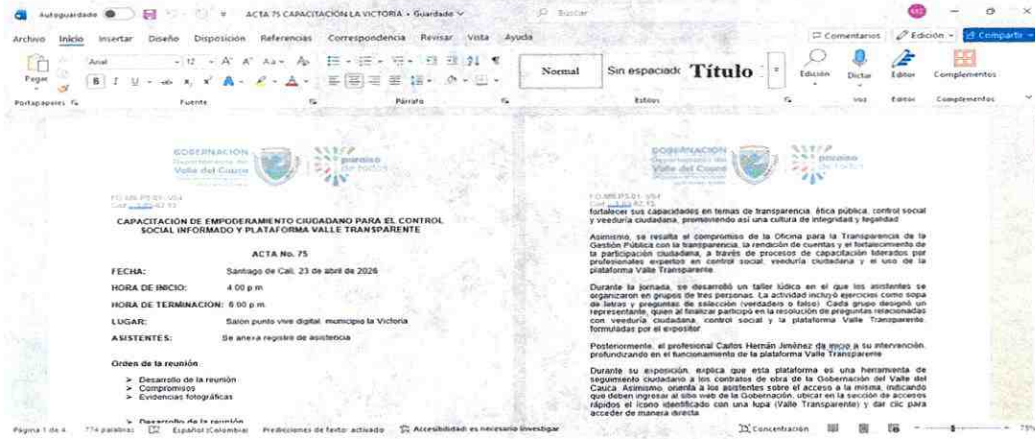 Autoguardado
ACTA 75 CAPACITACIÓN LA VICTORIA • Guardado
Buscar
Archivo Inicio Insertar Diseño Disposición Referencias Correspondencia Revisar Vista Ayuda
Comentarios Edición Compartir
Pegar
Arial 12
Normal Sin espaciado Título
Edición Dictar Editor Complementos
Portapapeles Fuente Párrafo Estilos Voz Editor Complementos
GOBERNACIÓN
Departamento del
Valle del Cauca
paraíso
de todos
CAPACITACIÓN DE EMPODERAMIENTO CIUDADANO PARA EL CONTROL
SOCIAL INFORMADO Y PLATAFORMA VALLE TRANSPARENTE
ACTA No. 75
FECHA: Santiago de Cali, 23 de abril de 2026
HORA DE INICIO: 4:00 p.m.
HORA DE TERMINACIÓN: 6:00 p.m.
LUGAR: Salón punto vive digital, municipio la Victoria
ASISTENTES: Se anexa registro de asistencia
Orden de la reunión
➤ Desarrollo de la reunión
➤ Compromisos
➤ Evidencias fotográficas
➤ Desarrollo de la reunión
GOBERNACIÓN
Departamento del
Valle del Cauca
paraíso
de todos
fortalecer sus capacidades en temas de transparencia, ética pública, control social
y veeduría ciudadana, promoviendo así una cultura de integridad y legalidad.
Asimismo, se resalta el compromiso de la Oficina para la Transparencia de la
Gestión Pública con la transparencia, la rendición de cuentas y el fortalecimiento de
la participación ciudadana, a través de procesos de capacitación liderados por
profesionales expertos en control social, veeduría ciudadana y el uso de la
plataforma Valle Transparente.
Durante la jornada, se desarrolló un taller lúdico en el que los asistentes se
organizaron en grupos de tres personas. La actividad incluyó ejercicios como sopa
de letras y preguntas de selección (verdadero o falso). Cada grupo designó un
representante, quien al finalizar participó en la resolución de preguntas relacionadas
con veeduría ciudadana, control social y la plataforma Valle Transparente,
formuladas por el expositor.
Posteriormente, el profesional Carlos Hernán Jiménez da inicio a su intervención,
profundizando en el funcionamiento de la plataforma Valle Transparente.
Durante su exposición, explica que esta plataforma es una herramienta de
seguimiento ciudadano a los contratos de obra de la Gobernación del Valle del
Cauca. Asimismo, orienta a los asistentes sobre el acceso a la misma, indicando
que deben ingresar al sitio web de la Gobernación, ubicar en la sección de accesos
rápidos el ícono identificado con una lupa (Valle Transparente) y dar clic para
acceder de manera directa.
Página 1 de 4 774 palabras Español (Colombia) Predicciones de texto: activado Accesibilidad: es necesario investigar Concentración